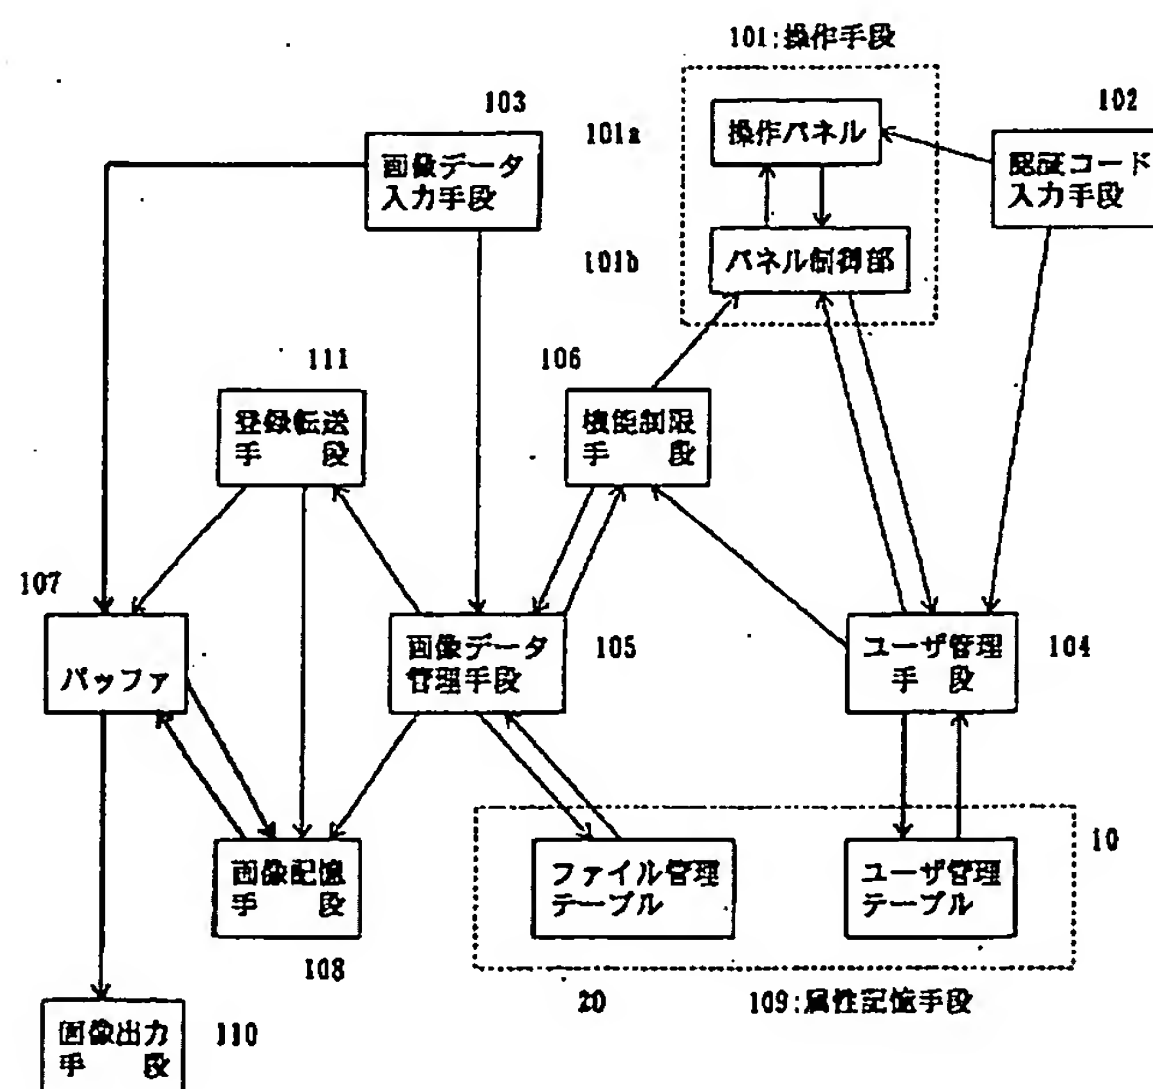 101:操作手段
103
102
101a
操作パネル
画像データ
入力手段
認証コード
入力手段
101b
パネル制御部
111
106
登録転送
手 段
機能制限
手 段
107
バッファ
画像データ
管理手段
105
ユーザ管理
手 段
104
10
画像記憶
手 段
ファイル管理
テーブル
ユーザ管理
テーブル
108
20
109:属性記憶手段
画像出力
手 段
110